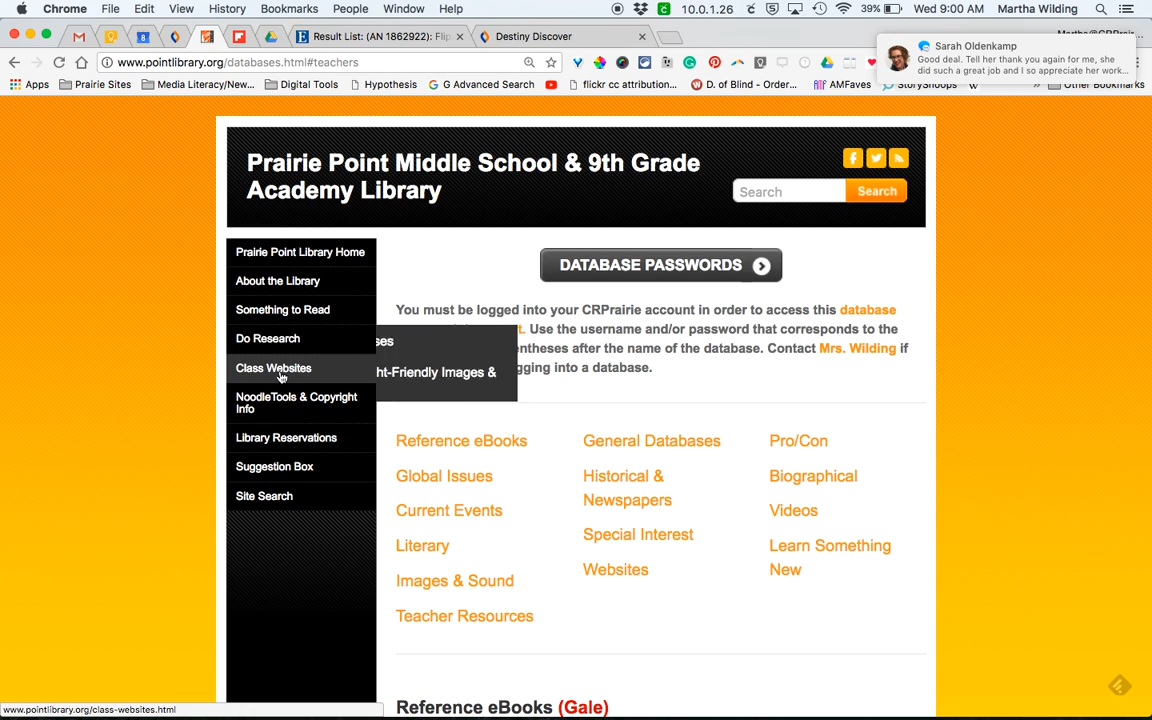 Chrome File Edit View History Bookmarks People Window Help 10.0.1.26 39% Wed 9:00 AM Martha Wilding
Result List: (AN 1862922): Flip
Destiny Discover
www.pointlibrary.org/databases.html#teachers
Sarah Oldenkamp
Good deal. Tell her thank you again for me, she
did such a great job and I so appreciate her work...
Apps Prairie Sites Media Literacy/New... Digital Tools Hypothesis G Advanced Search flickr cc attribution... D. of Blind - Order... AMFaves StorySnoops Other Bookmarks
Prairie Point Middle School & 9th Grade
Academy Library
Search Search
Prairie Point Library Home
About the Library
Something to Read
Do Research
Class Websites
NoodleTools & Copyright
Info
Library Reservations
Suggestion Box
Site Search
DATABASE PASSWORDS
You must be logged into your CRPrairie account in order to access this database
t. Use the username and/or password that corresponds to the
entheses after the name of the database. Contact Mrs. Wilding if
gging into a database.
ses
ht-Friendly Images &
Reference eBooks
Global Issues
Current Events
Literary
Images & Sound
Teacher Resources
General Databases
Historical &
Newspapers
Special Interest
Websites
Pro/Con
Biographical
Videos
Learn Something
New
Reference eBooks (Gale)
www.pointlibrary.org/class-websites.html